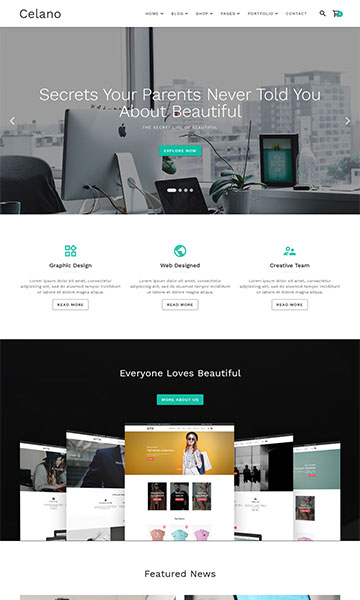 Celano
HOME BLOG SHOP PAGES PORTFOLIO CONTACT
Secrets Your Parents Never Told You
About Beautiful
THE SECRET LIFE OF BEAUTIFUL
EXPLORE NOW
Graphic Design
Lorem ipsum dolor sit amet, consectetur
adipiscing elit, sed do eiusmod tempor incididunt
ut labore et dolore magna aliqua.
READ MORE
Web Designed
Lorem ipsum dolor sit amet, consectetur
adipiscing elit, sed do eiusmod tempor incididunt
ut labore et dolore magna aliqua.
READ MORE
Creative Team
Lorem ipsum dolor sit amet, consectetur
adipiscing elit, sed do eiusmod tempor incididunt
ut labore et dolore magna aliqua.
READ MORE
Everyone Loves Beautiful
MORE ABOUT US
Featured News